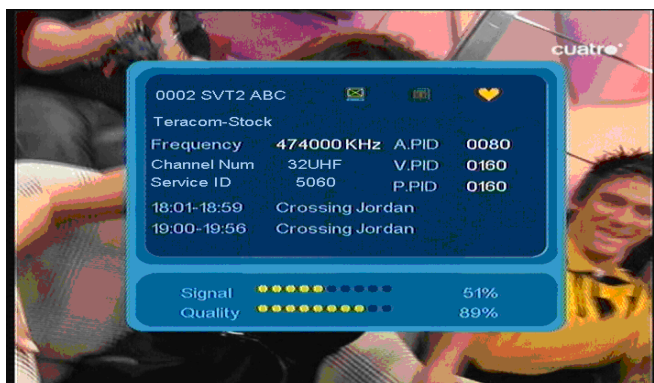 cuatro
0002 SVT2 ABC
Teracom-Stock
Frequency 474000 KHz A.PID 0080
Channel Num 32UHF V.PID 0160
Service ID 5060 P.PID 0160
18:01-18:59 Crossing Jordan
19:00-19:56 Crossing Jordan
Signal 51%
Quality 89%